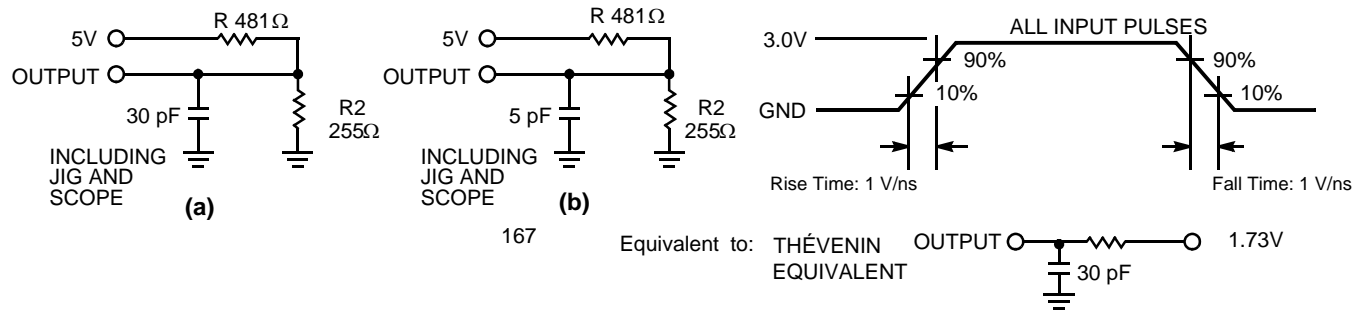 R 481Ω
5V
OUTPUT
30 pF
R2
255Ω
INCLUDING
JIG AND
SCOPE
(a)
R 481Ω
5V
OUTPUT
5 pF
R2
255Ω
INCLUDING
JIG AND
SCOPE
(b)
167
ALL INPUT PULSES
3.0V
90%
10%
GND
90%
10%
Rise Time: 1 V/ns
Fall Time: 1 V/ns
Equivalent to: THÉVENIN
EQUIVALENT
OUTPUT
1.73V
30 pF